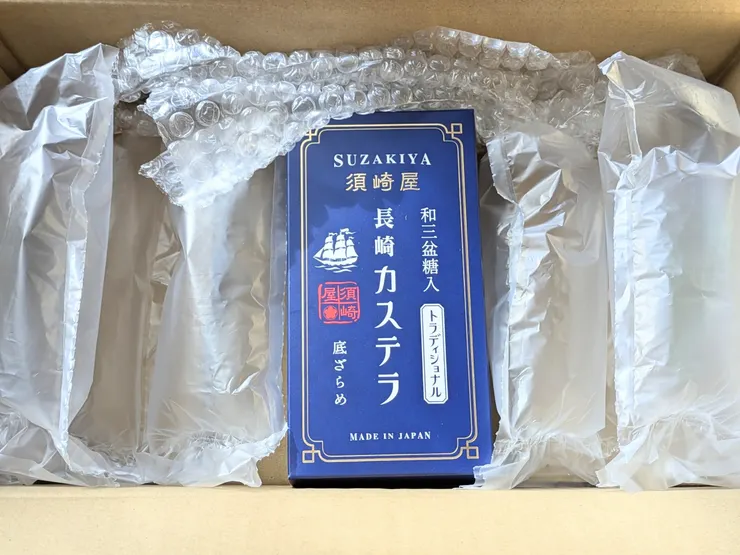 SUZAKIYA
須崎屋
和三盆糖入
トラディショナル
長崎カステラ
底ざらめ
須崎
屋
MADE IN JAPAN